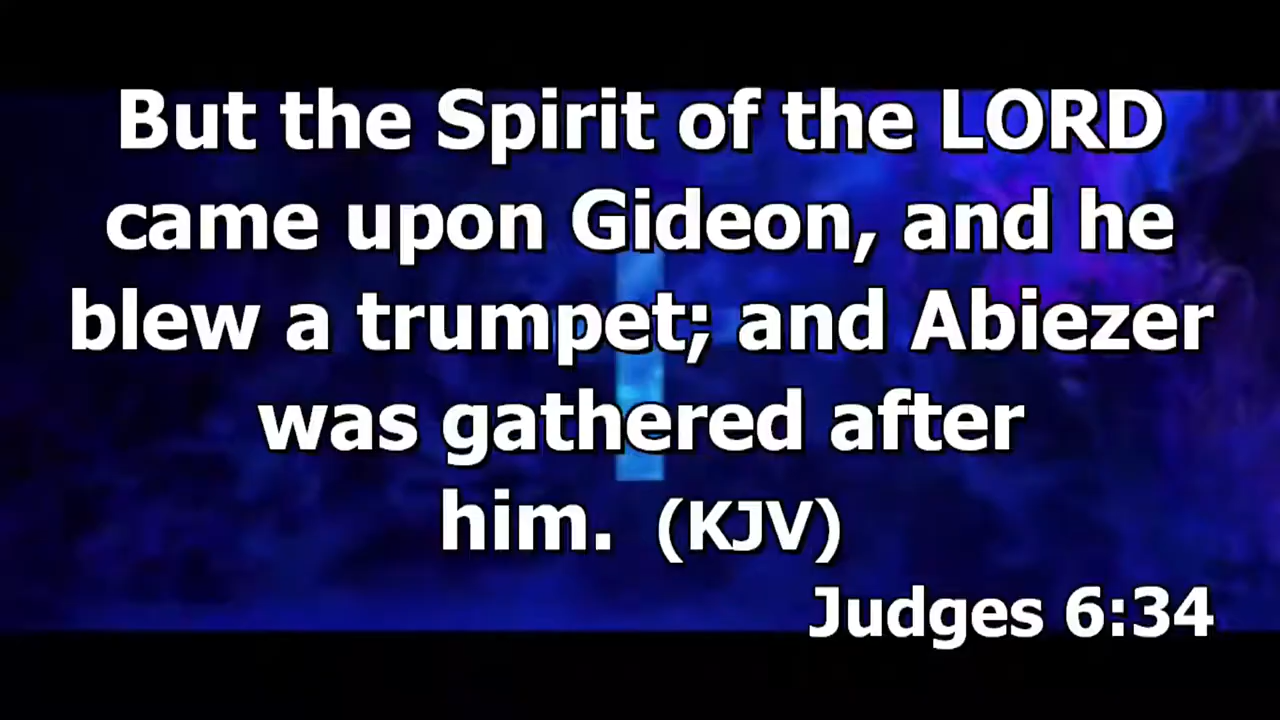 But the Spirit of the LORD
came upon Gideon, and he
blew a trumpet; and Abiezer
was gathered after
him. (KJV)
Judges 6:34